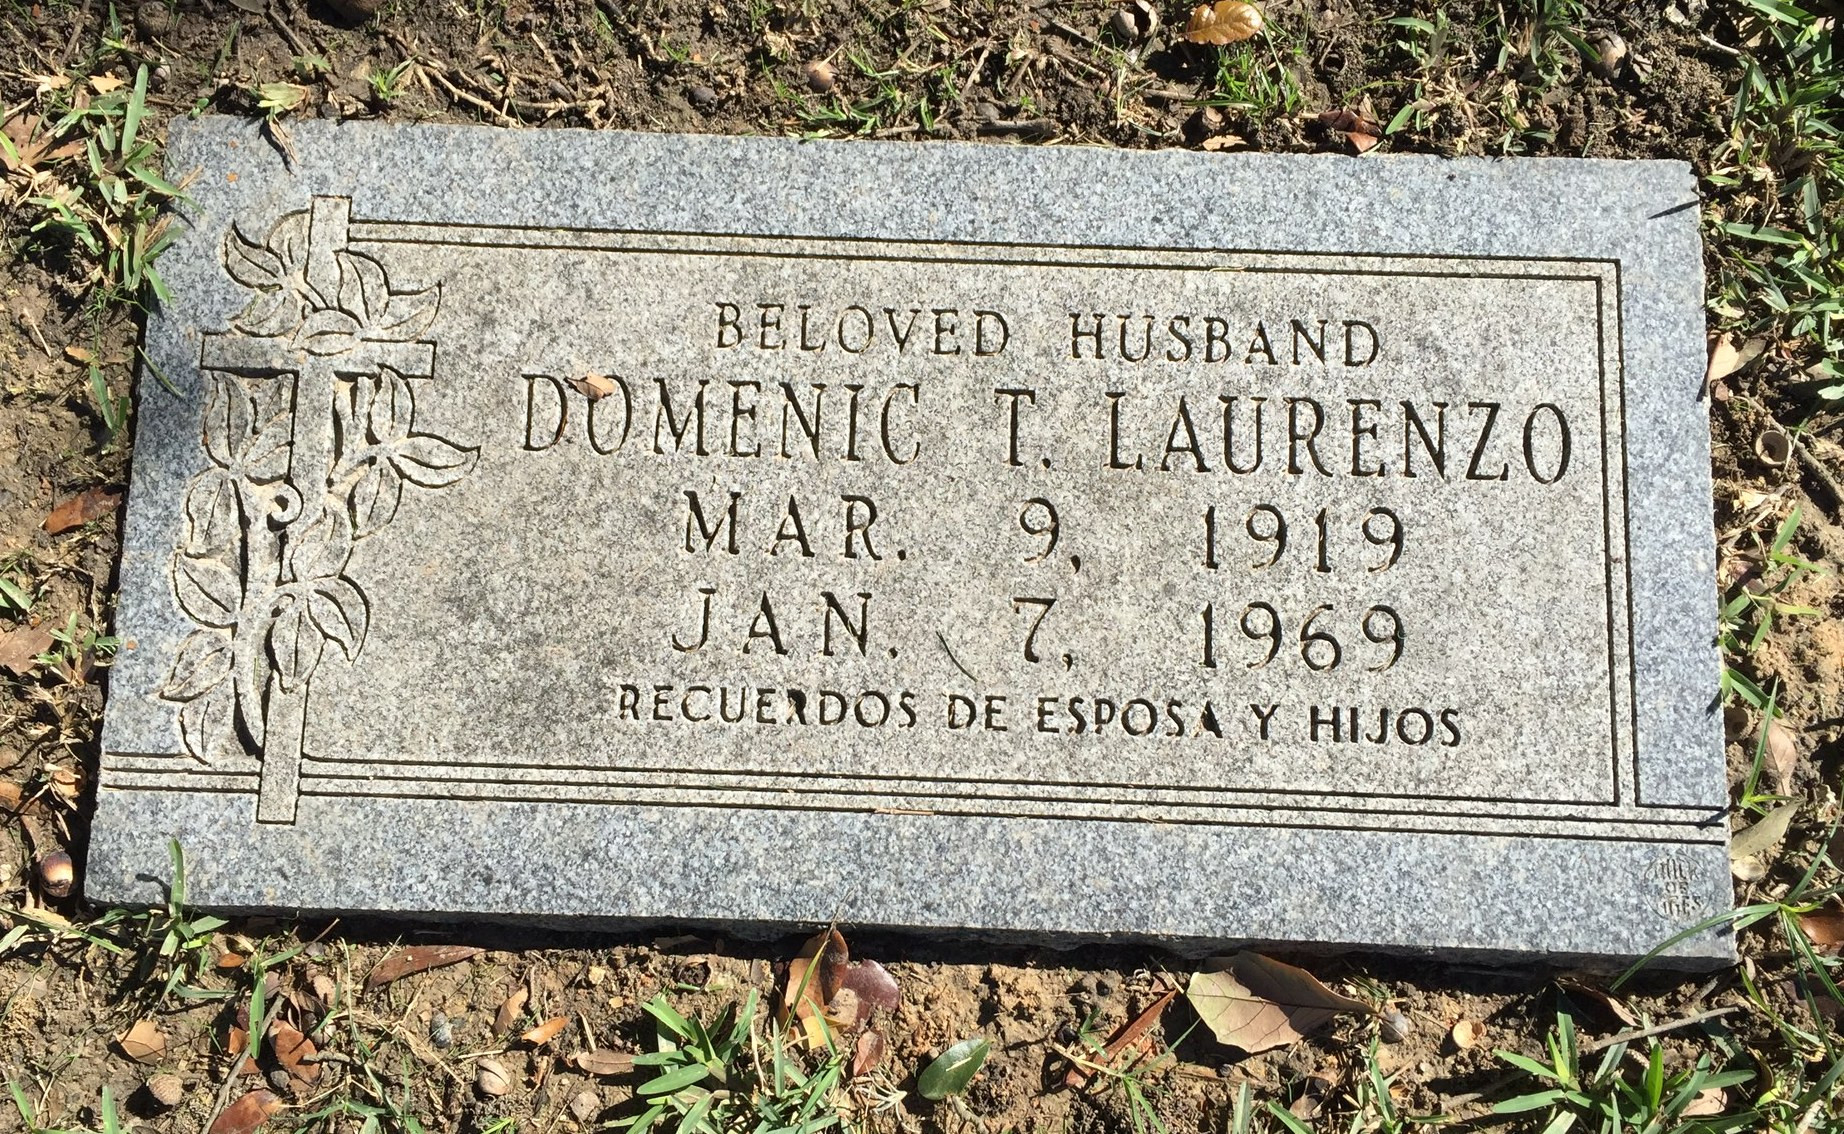 BELOVED HUSBAND
DOMENIC T. LAURENZO
MAR. 9, 1919
JAN. 7, 1969
RECUERDOS DE ESPOSA Y HIJOS